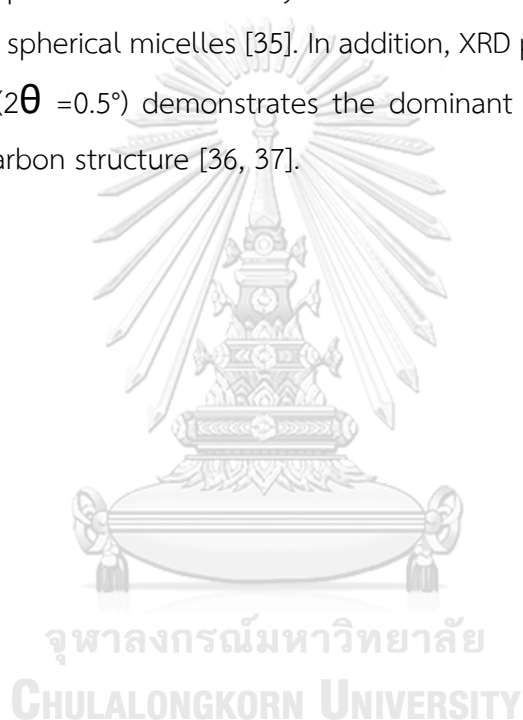 spherical micelles [35]. In addition, XRD p
(2θ =0.5°) demonstrates the dominant
arbon structure [36, 37].
จุฬาลงกรณ์มหาวิทยาลัย
CHULALONGKORN UNIVERSITY